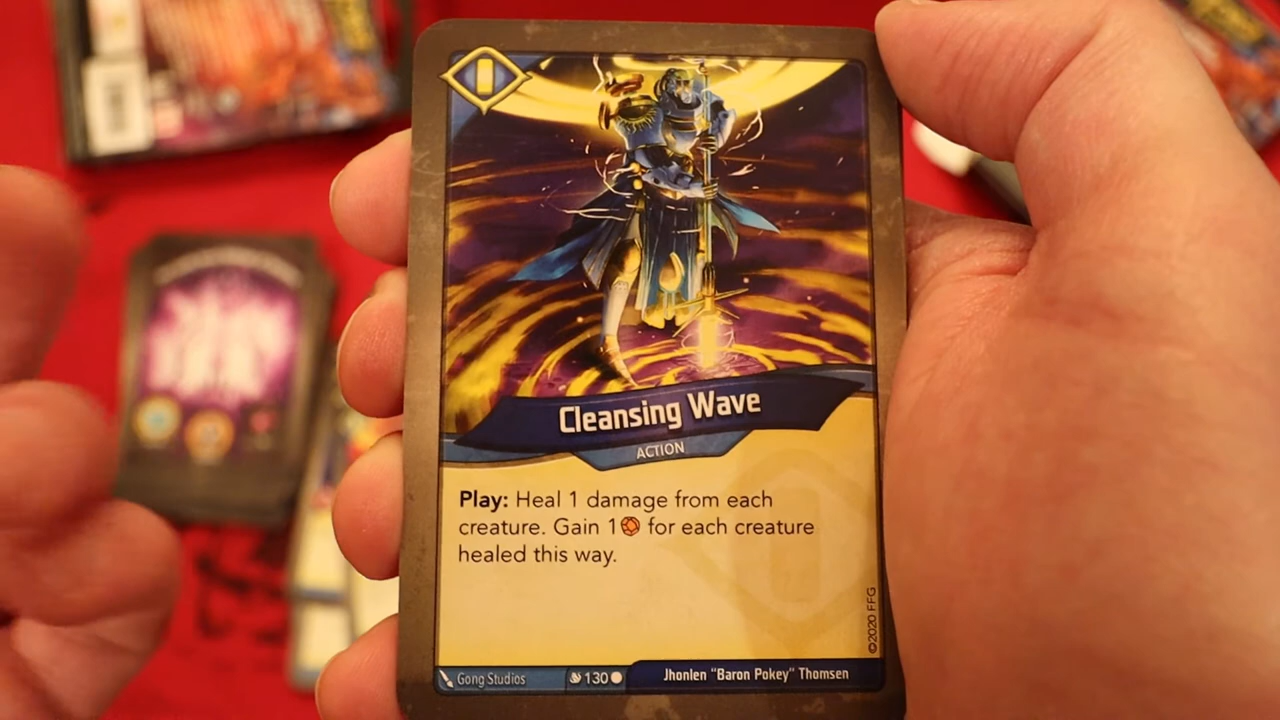 Cleansing Wave
ACTION
Play: Heal 1 damage from each
creature. Gain 1 for each creature
healed this way.
©2020 FFG
Gong Studios
130
Jhonlen "Baron Pokey" Thomsen